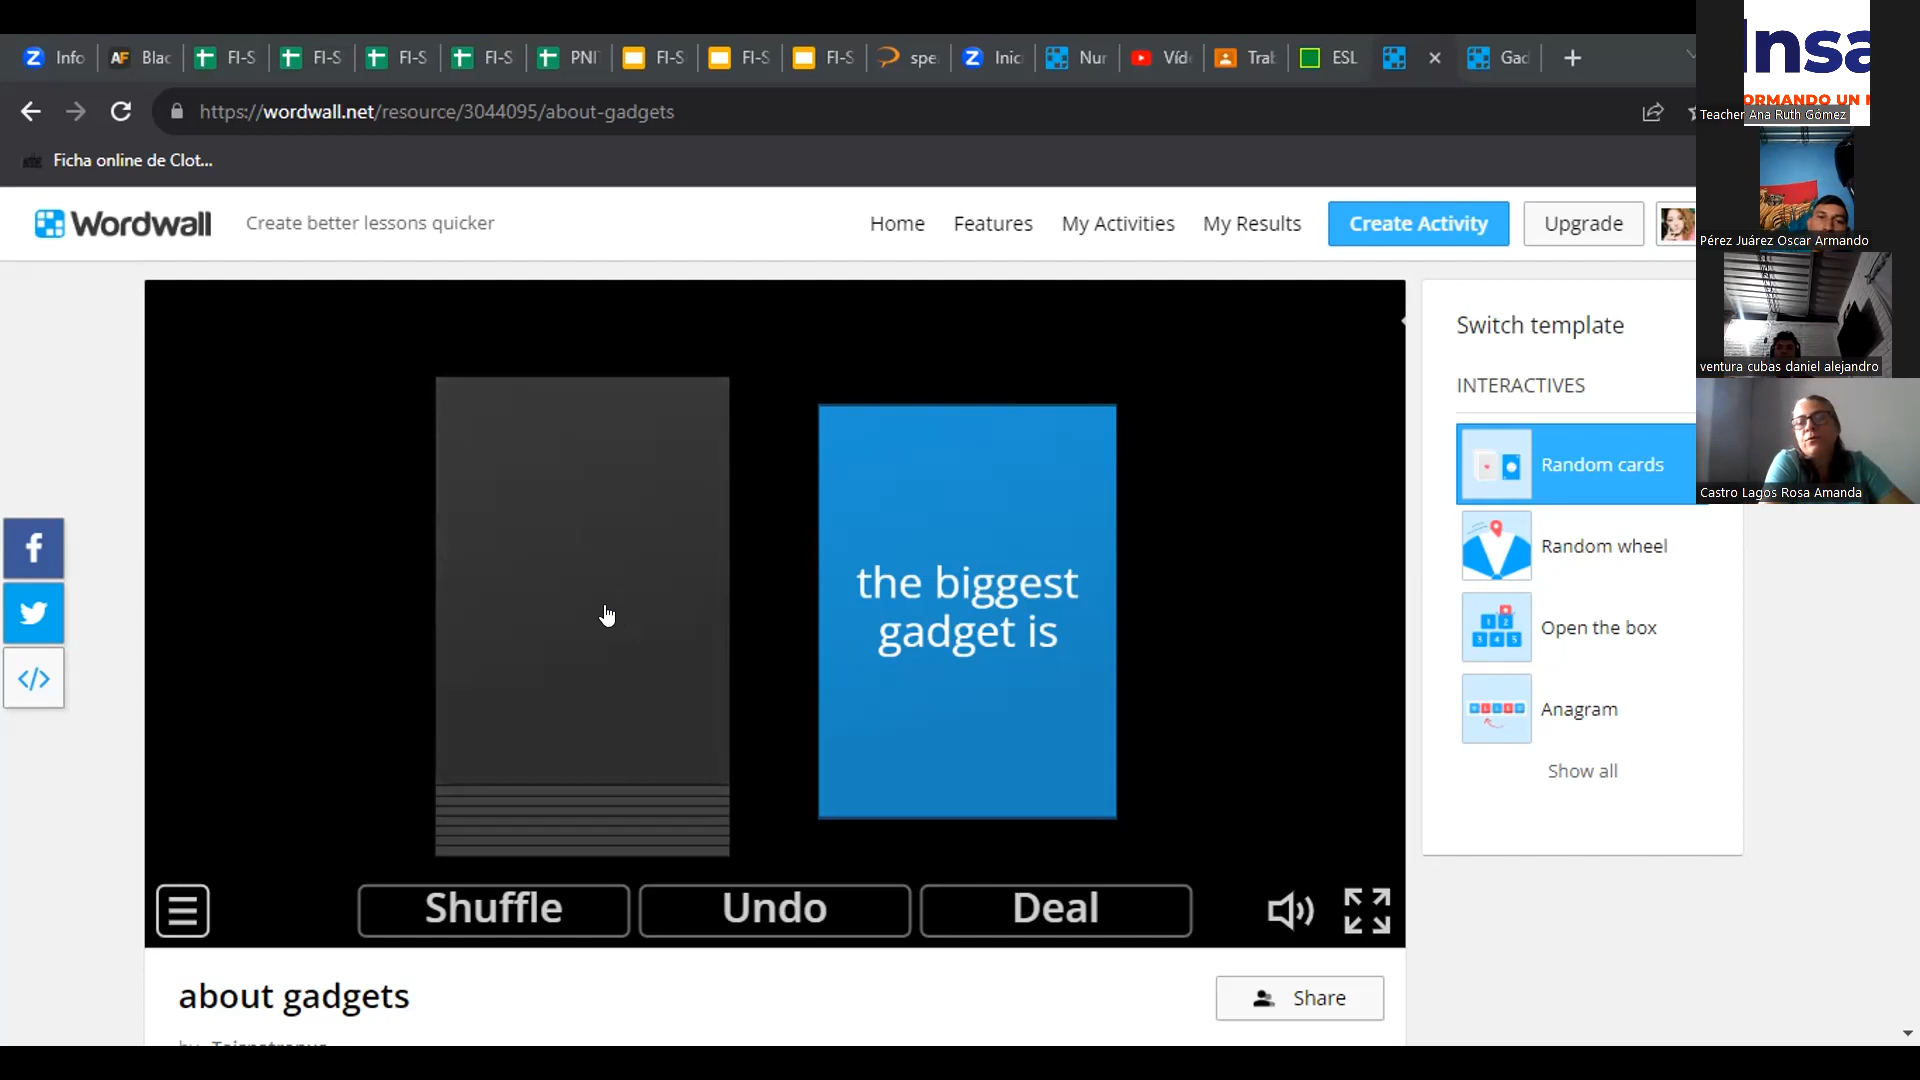 Info
Blac
FI-S
FI-S
FI-S
FI-S
PNI
FI-S
FI-S
FI-S
spe
Inic
Nur
Víd
Tral
ESL
Gad
https://wordwall.net/resource/3044095/about-gadgets
Ficha online de Clot...
Wordwall
Create better lessons quicker
Home
Features
My Activities
My Results
Create Activity
Upgrade
Insa
ORMANDO UN
Teacher Ana Ruth Gómez
Pérez Juárez Oscar Armando
ventura cubas daniel alejandro
Castro Lagos Rosa Amanda
the biggest
gadget is
Shuffle
Undo
Deal
Switch template
INTERACTIVES
Random cards
Random wheel
Open the box
Anagram
Show all
about gadgets
Share